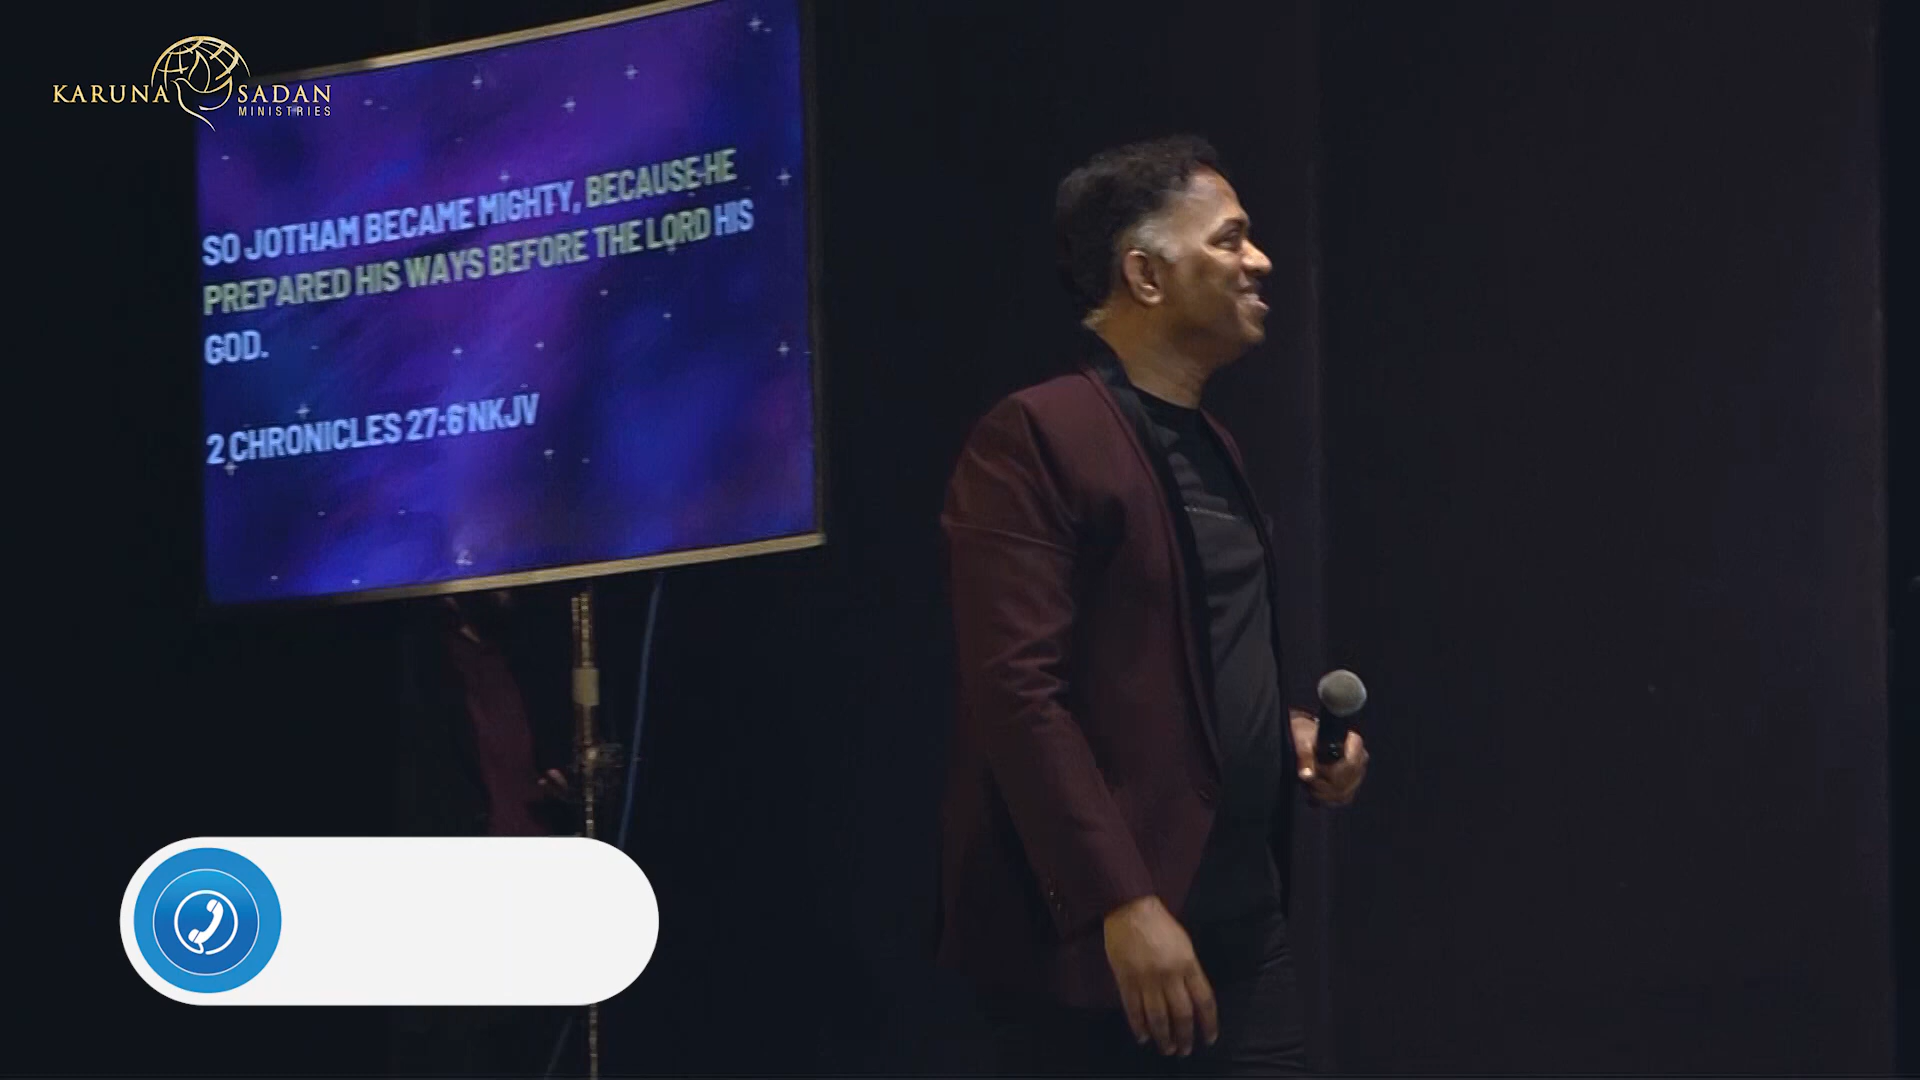 KARUNA SADAN
MINISTRIES
SO JOTHAM BECAME MIGHTY, BECAUSE HE
PREPARED HIS WAYS BEFORE THE LORD HIS
GOD.
2 CHRONICLES 27:6 NKJV